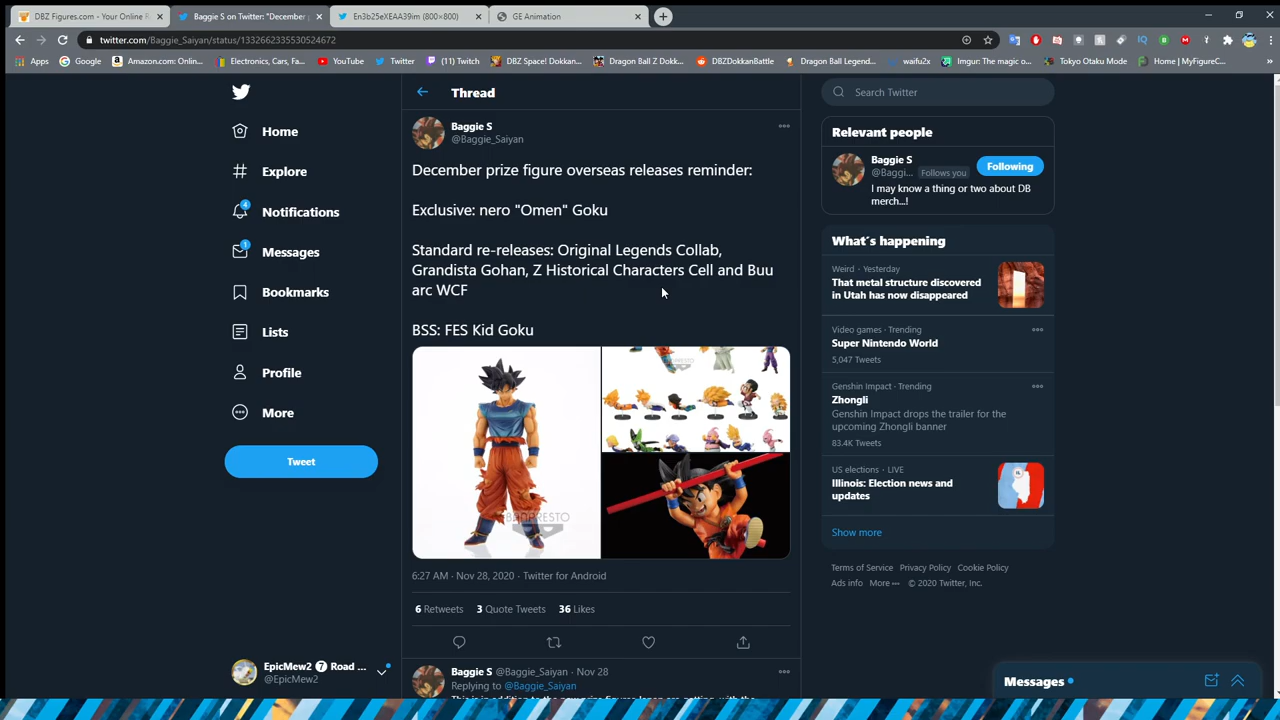 DBZ Figures.com - Your Online R
Baggie S on Twitter: "December
En3b25eXEAA39im (800×800)
GE Animation
twitter.com/Baggie_Saiyan/status/1332662335530524672
Apps
Google
Amazon.com: Onlin...
Electronics, Cars, Fa...
YouTube
Twitter
(11) Twitch
DBZ Space! Dokkan...
Dragon Ball Z Dokk...
DBZDokkanBattle
Dragon Ball Legend...
waifu2x
Imgur: The magic o...
Tokyo Otaku Mode
Home | MyFigureC...
Home
Explore
4
Notifications
1
Messages
Bookmarks
Lists
Profile
More
Tweet
EpicMew2 7 Road ...
@EpicMew2
Thread
Baggie S
@Baggie_Saiyan
December prize figure overseas releases reminder:
Exclusive: nero "Omen" Goku
Standard re-releases: Original Legends Collab,
Grandista Gohan, Z Historical Characters Cell and Buu
arc WCF
BSS: FES Kid Goku
BANPRESTO
6:27 AM · Nov 28, 2020 · Twitter for Android
6 Retweets 3 Quote Tweets 36 Likes
Baggie S @Baggie_Saiyan · Nov 28
Replying to @Baggie_Saiyan
Search Twitter
Relevant people
Baggie S
@Baggi... Follows you
Following
I may know a thing or two about DB
merch...!
What's happening
Weird · Yesterday
That metal structure discovered
in Utah has now disappeared
Video games · Trending
Super Nintendo World
5,047 Tweets
Genshin Impact · Trending
Zhongli
Genshin Impact drops the trailer for the
upcoming Zhongli banner
83.4K Tweets
US elections · LIVE
Illinois: Election news and
updates
Show more
Terms of Service Privacy Policy Cookie Policy
Ads info More © 2020 Twitter, Inc.
Messages